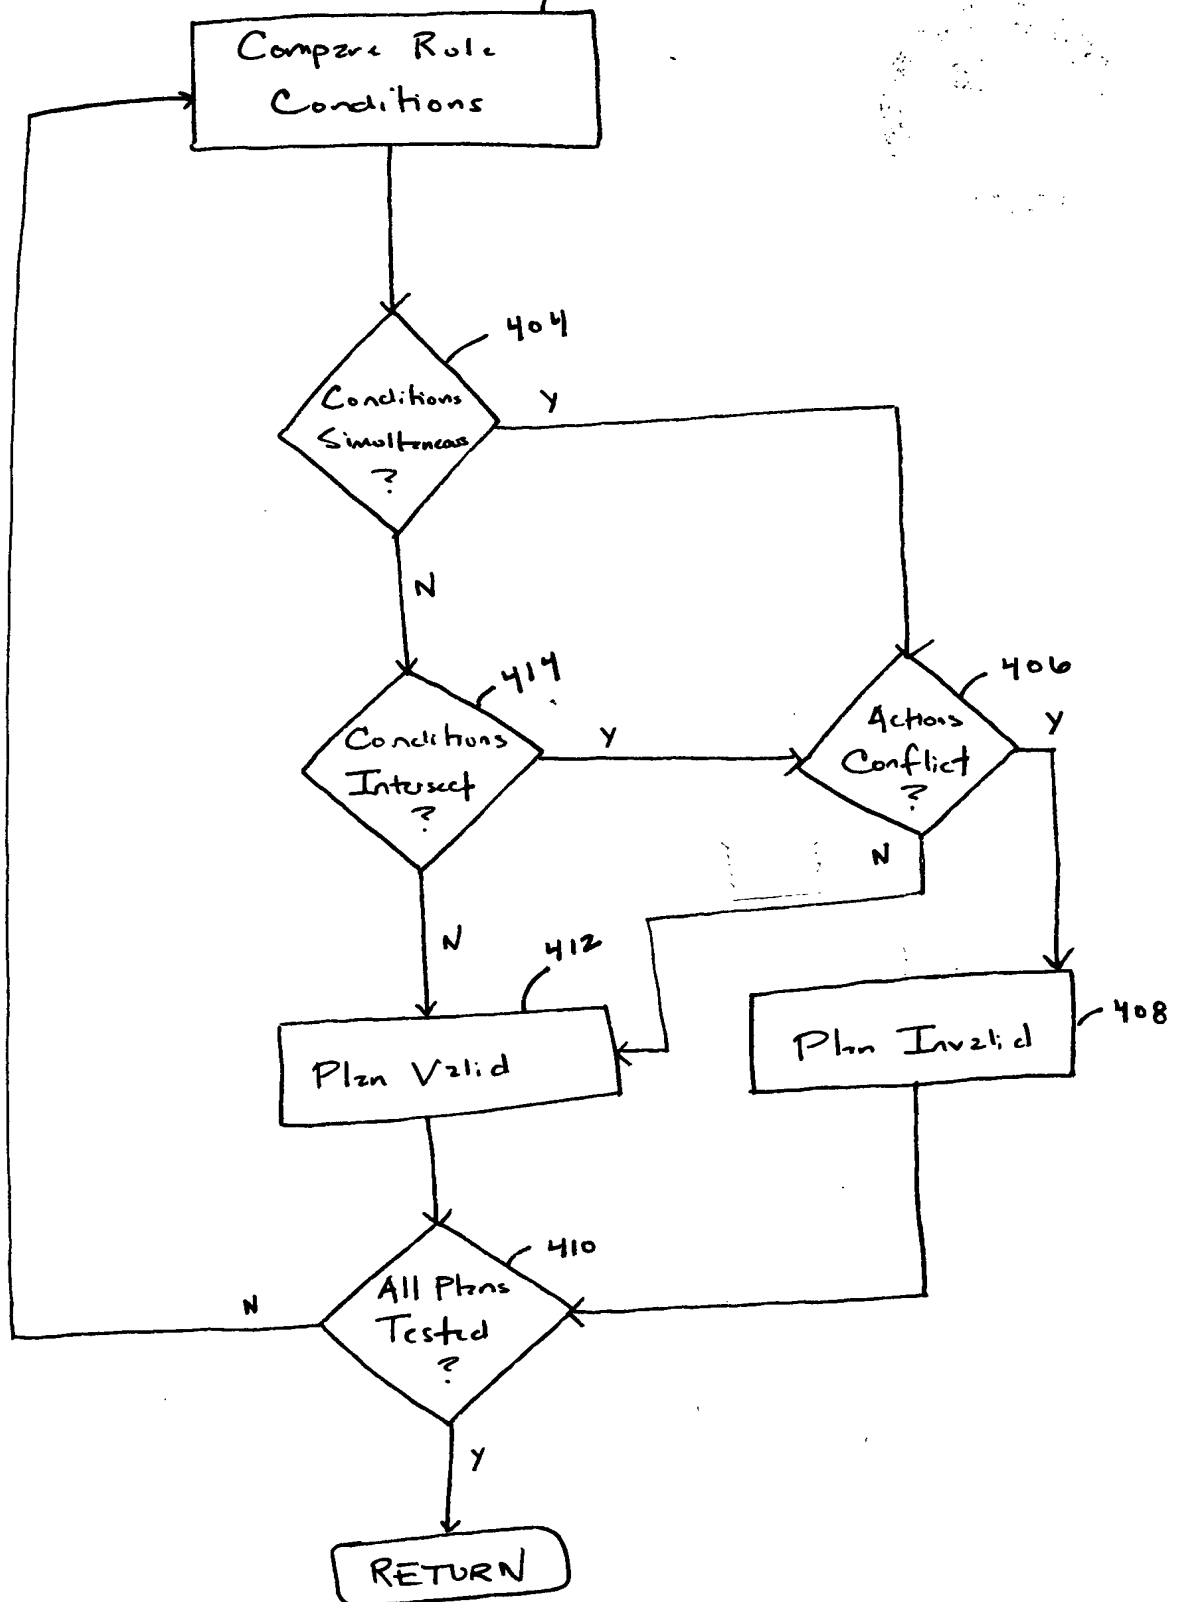 Compare Rule
Conditions
404
Conditions
Simultaneous
?
Y
N
414
Conditions
Intersect
?
Y
406
Actions
Conflict
?
Y
N
N
412
Plan Valid
408
Plan Invalid
410
All Plans
Tested
?
N
Y
RETURN